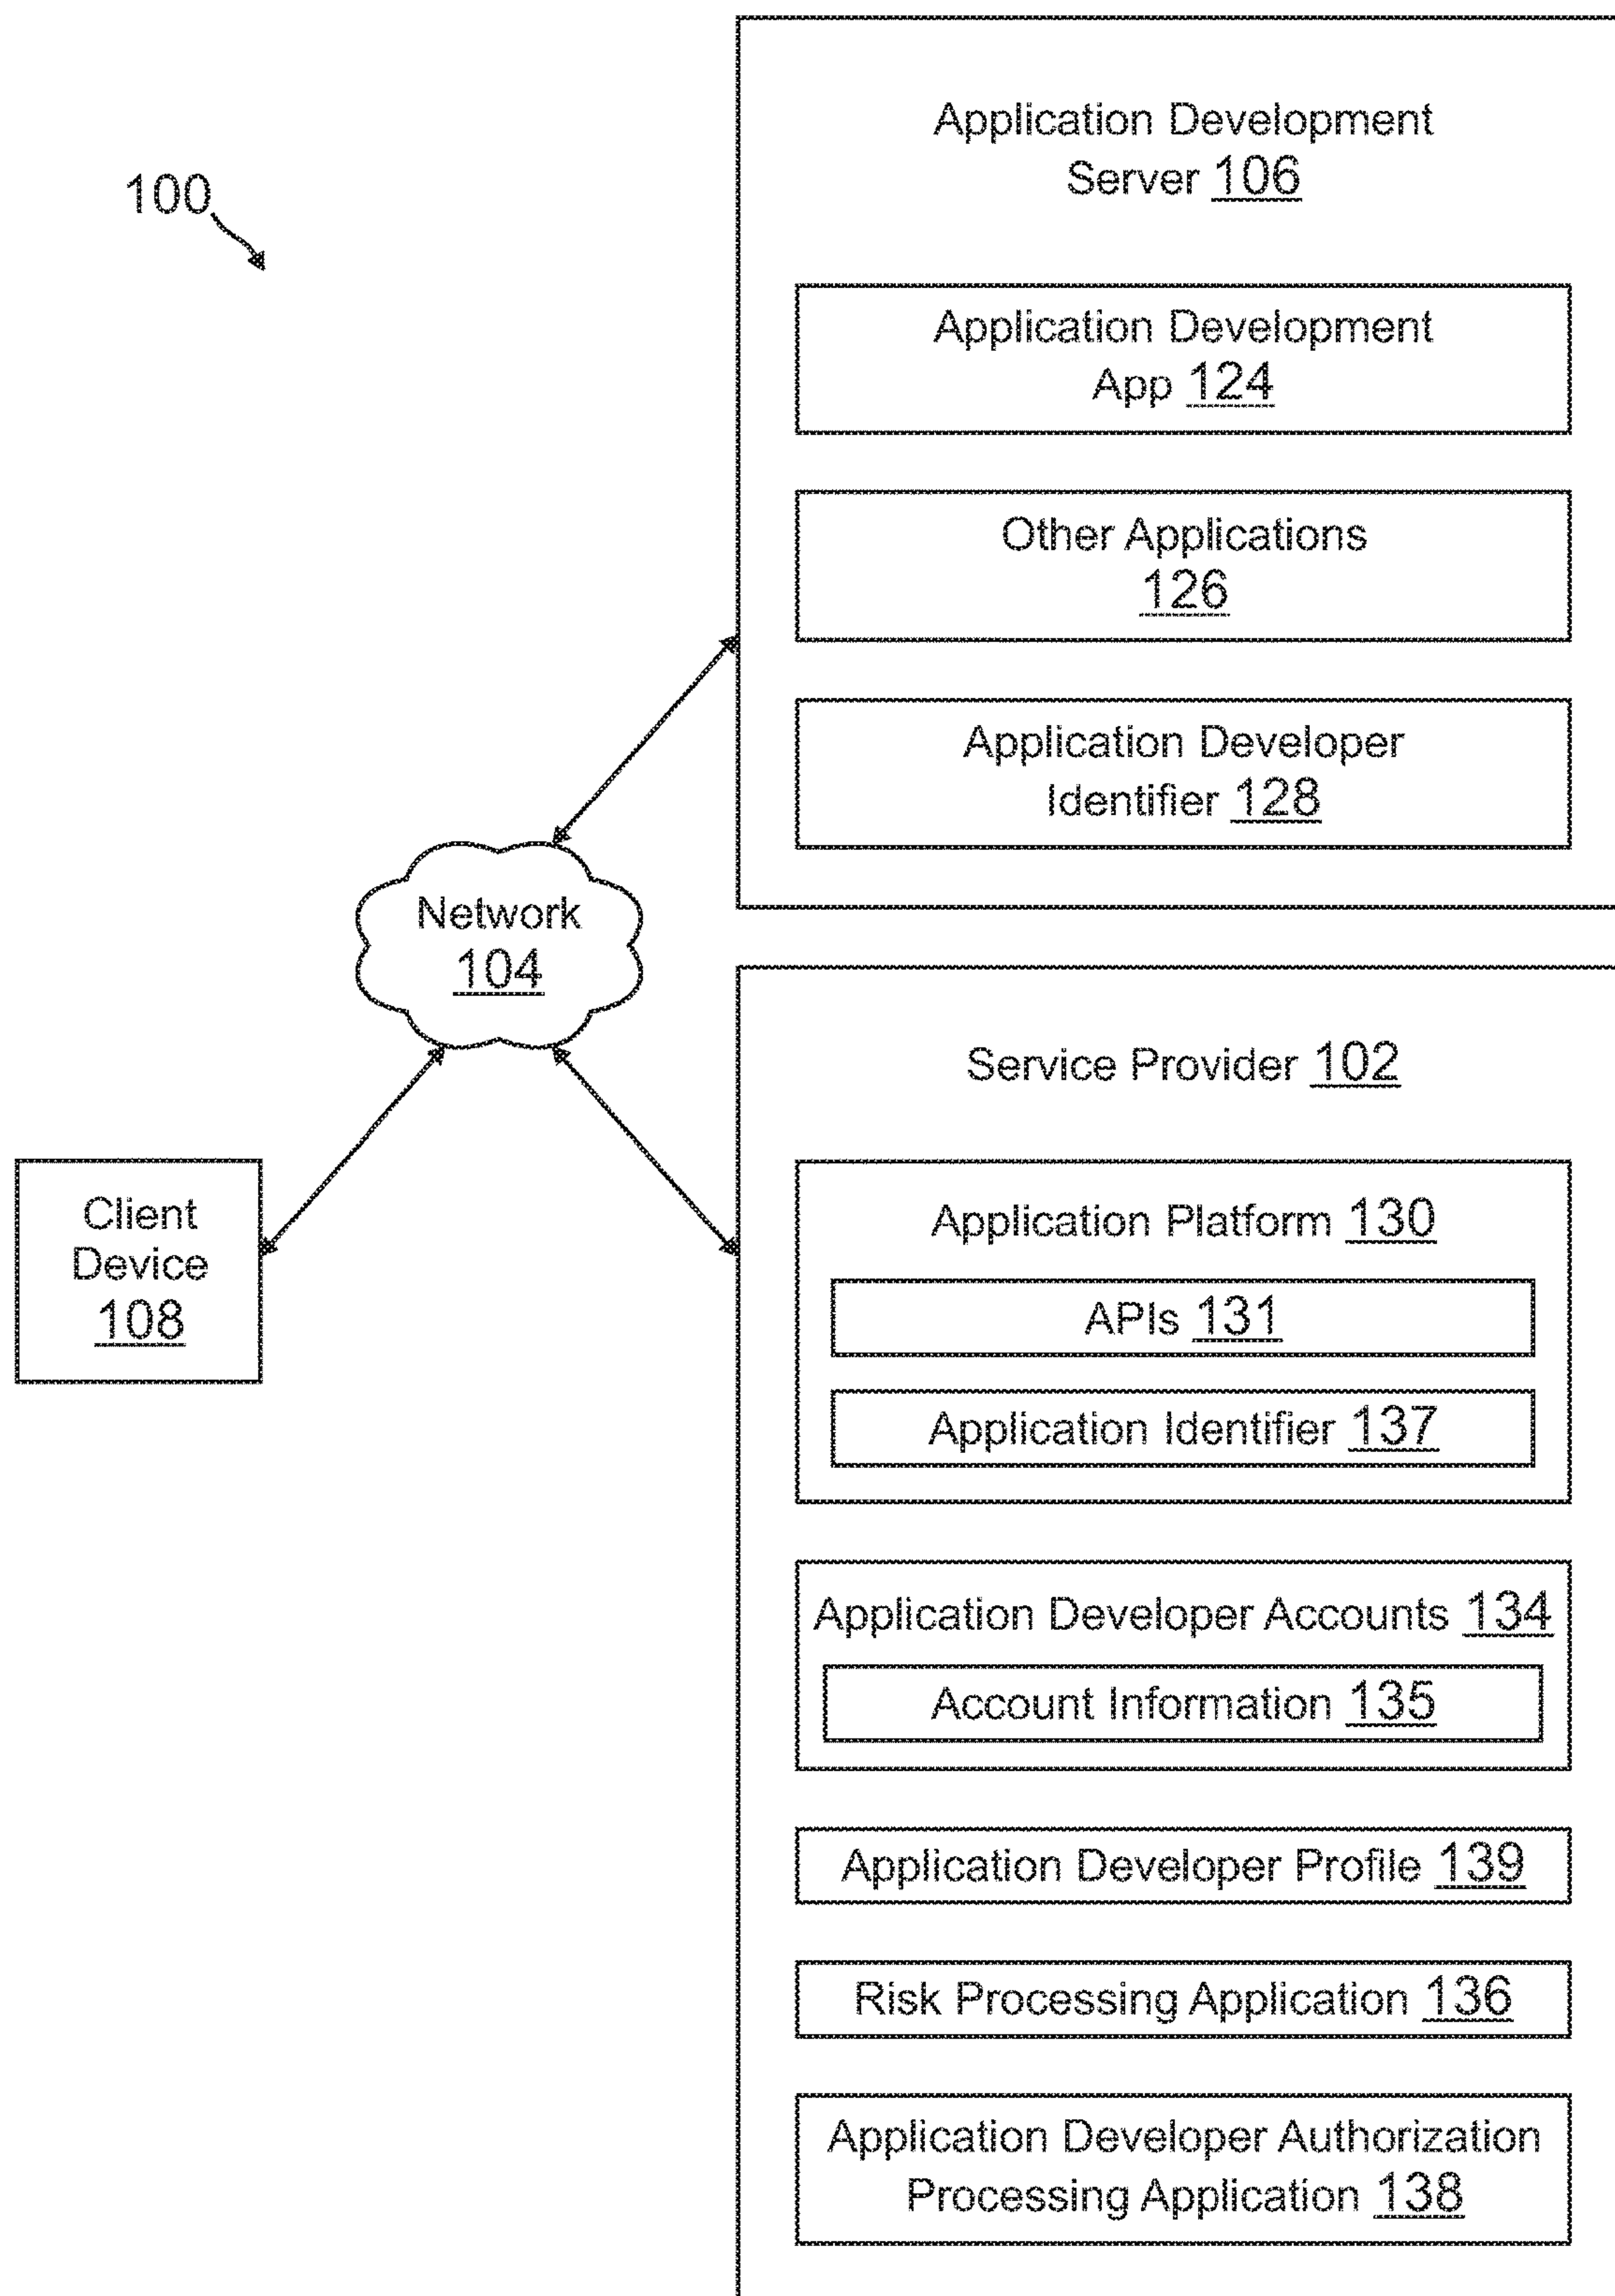 100
Application Development
Server 106
Application Development
App 124
Other Applications
126
Application Developer
Identifier 128
Network
104
Client
Device
108
Service Provider 102
Application Platform 130
APIs 131
Application Identifier 137
Application Developer Accounts 134
Account Information 135
Application Developer Profile 139
Risk Processing Application 136
Application Developer Authorization
Processing Application 138